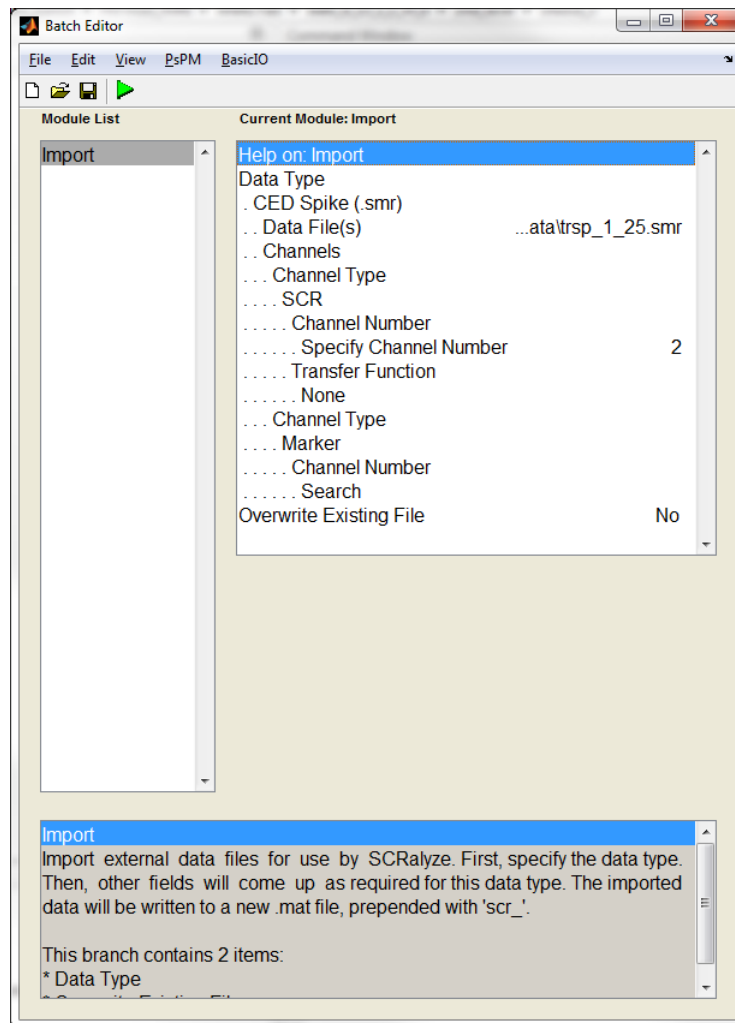 Batch Editor
File Edit View PsPM BasicIO
Module List
Current Module: Import
Import
Help on: Import
Data Type
. CED Spike (.smr)
. . Data File(s) ...ata\trsp_1_25.smr
. . Channels
. . . Channel Type
. . . . SCR
. . . . . Channel Number
. . . . . . Specify Channel Number 2
. . . . . Transfer Function
. . . . . . None
. . . Channel Type
. . . . Marker
. . . . . Channel Number
. . . . . . Search
Overwrite Existing File No
Import
Import external data files for use by SCRalyze. First, specify the data type.
Then, other fields will come up as required for this data type. The imported
data will be written to a new .mat file, prepended with 'scr_'.
This branch contains 2 items:
* Data Type